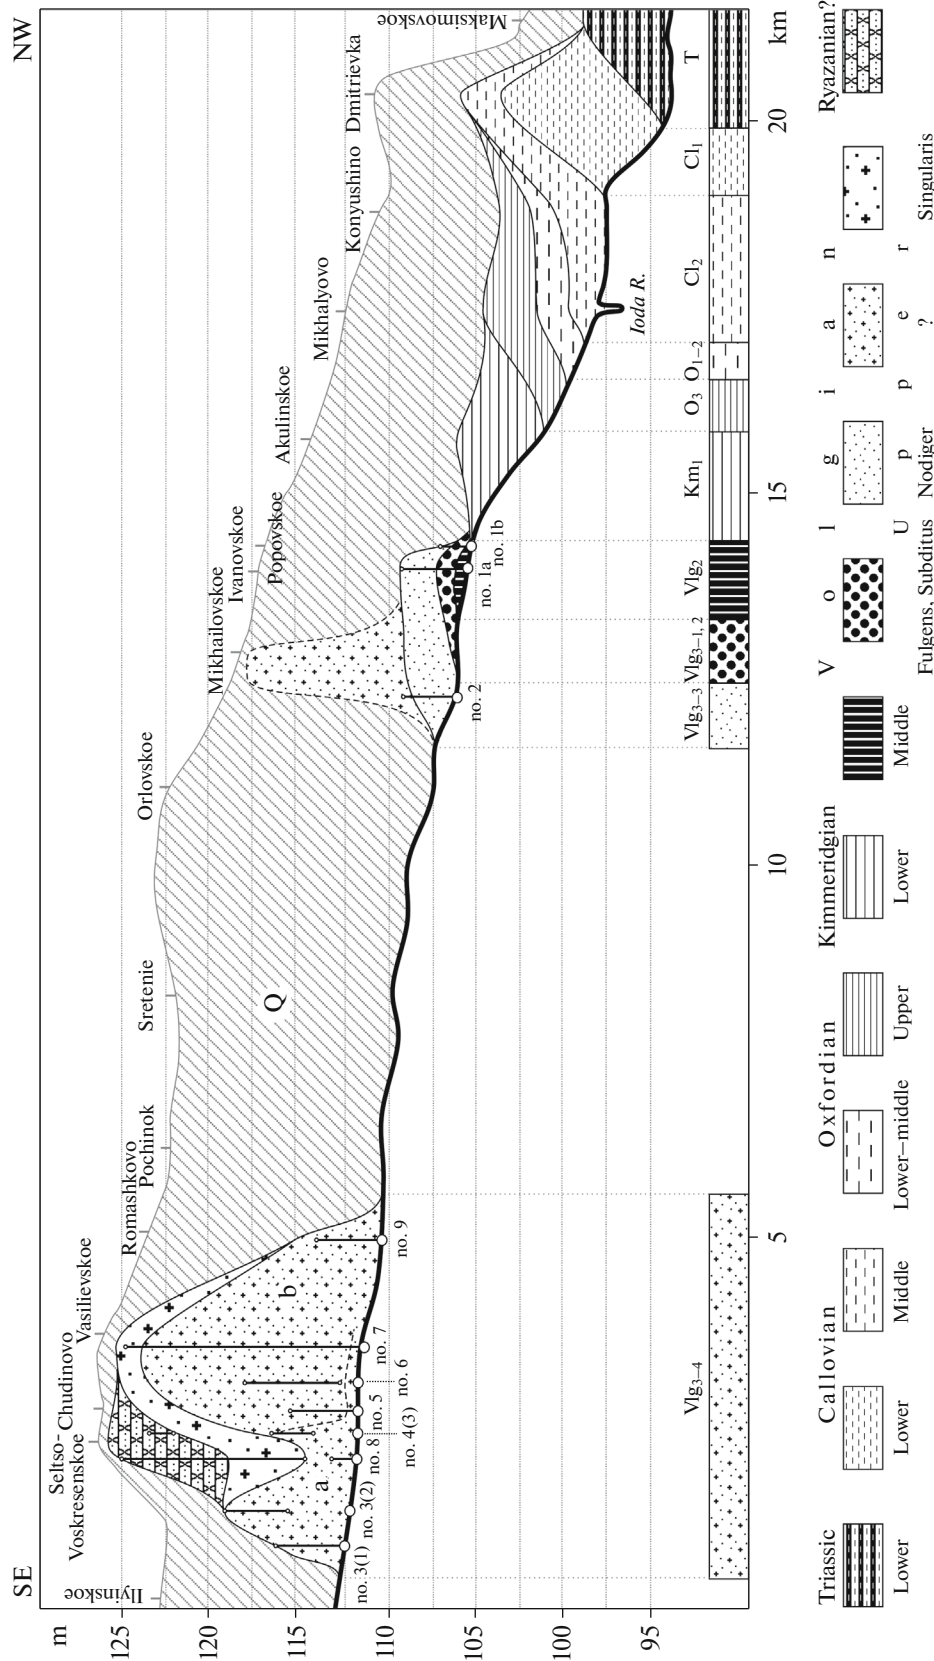 SE
NW
m
125
120
115
110
105
100
95
Ilyinskoe
Seltso-
Voskresenskoe
Chudinovo
Vasilievskoe
Romashkovo
Pochinok
Sretenie
Orlovskoe
Mikhailovskoe
Ivanovskoe
Popovskoe
Akulinskoe
Mikhalyovo
Konyushino
Dmitrievka
Maksimovskoe
Q
a
b
no. 3(1)
no. 3(2)
no. 8
no. 4(3)
no. 5
no. 6
no. 7
no. 9
no. 2
no. 1a
no. 1b
Ioda R.
Vlg3–4
Vlg3–3
Vlg3–1, 2
Vlg2
Km1
O3
O1–2
Cl2
Cl1
T
5
10
15
20
km
Triassic
Lower
Callovian
Lower
Middle
Oxfordian
Lower–middle
Upper
Kimmeridgian
Lower
Volgian
Middle
Upper
Fulgens, Subditus
Nodiger
?
Singularis
Ryazanian?